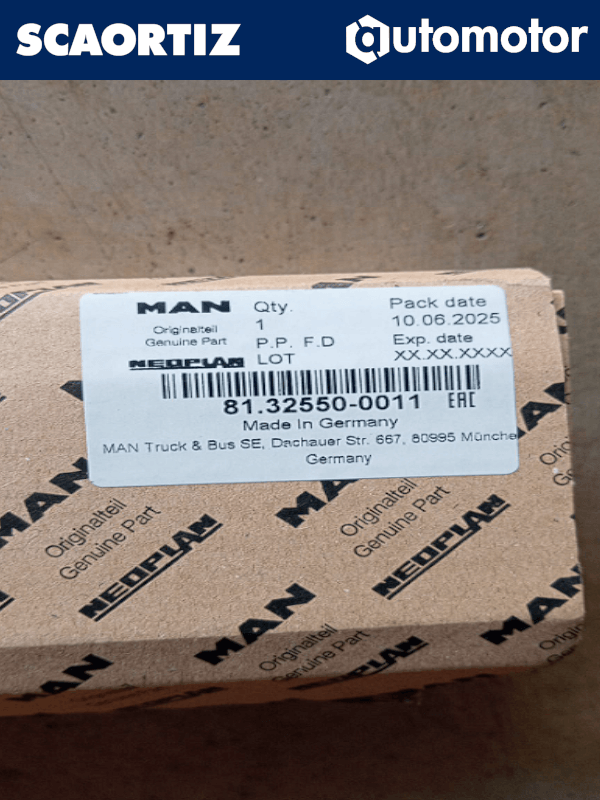 SCAORTIZ
automotor
MAN
Originalteil
Genuine Part
NEOPLAN
Qty.
1
P.P. F.D
LOT
Pack date
10.06.2025
Exp. date
XX.XX.XXXX
81.32550-0011 EAC
Made In Germany
MAN Truck & Bus SE, Dachauer Str. 667, 80995 Münche
Germany
MAN
Originalteil
Genuine Part
NEOPLAN
MAN
Originalteil
Genuine Part
NEOPLAN
MAN
MAN
Originalteil
Genuine Part
NEOPLAN
MAN